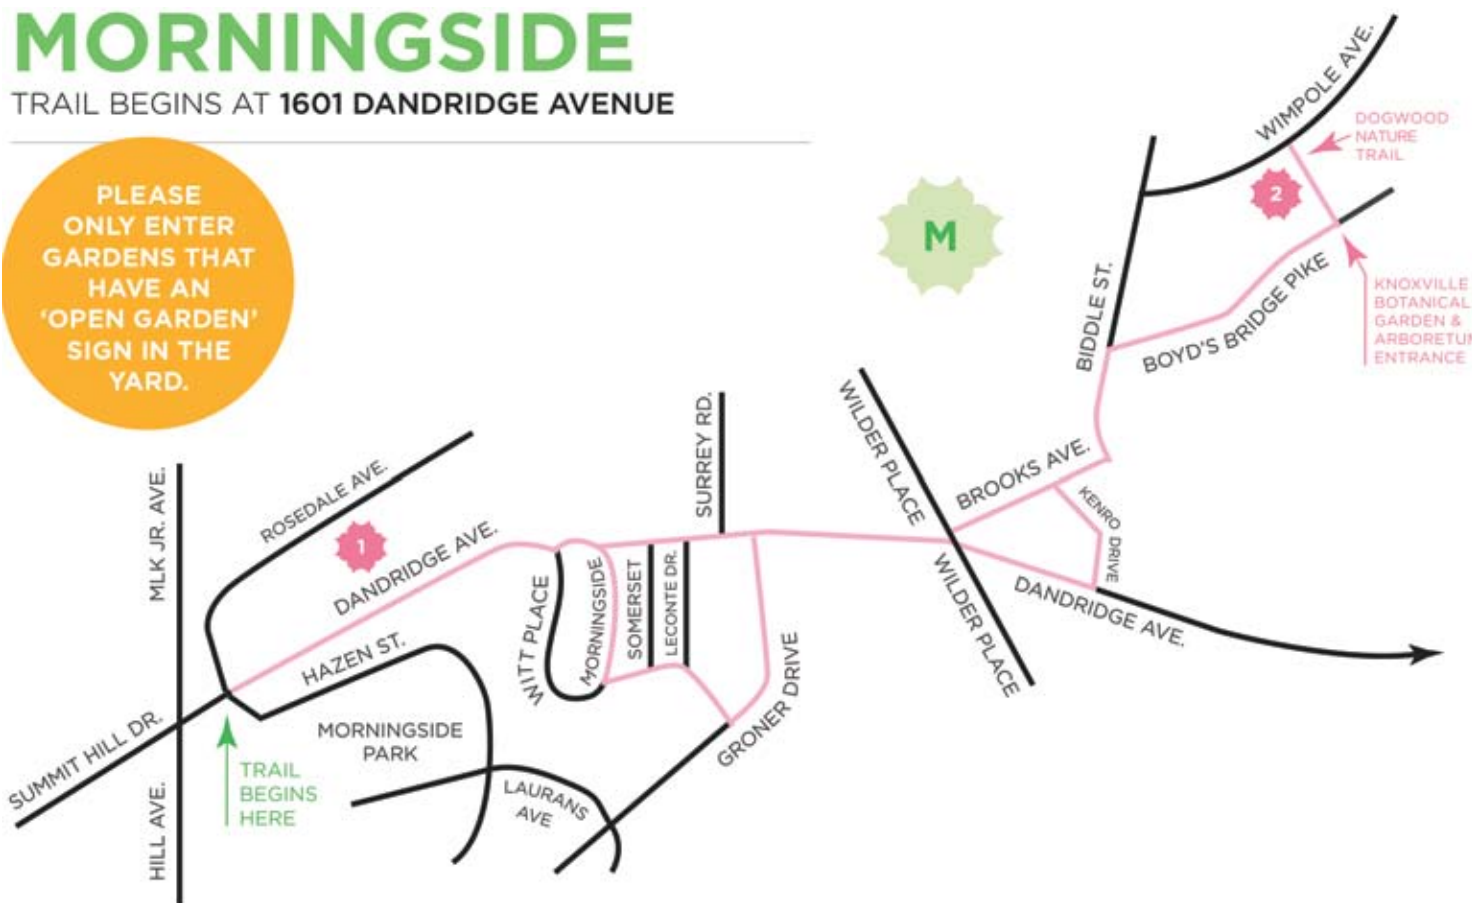 MORNINGSIDE
TRAIL BEGINS AT 1601 DANDRIDGE AVENUE
PLEASE
ONLY ENTER
GARDENS THAT
HAVE AN
‘OPEN GARDEN’
SIGN IN THE
YARD.
M
WIMPOLE AVE.
DOGWOOD
NATURE
TRAIL
2
BIDDLE ST.
BOYD'S BRIDGE PIKE
KNOXVILLE
BOTANICAL
GARDEN &
ARBORETUM
ENTRANCE
MLK JR. AVE.
ROSEDALE AVE.
1
DANDRIDGE AVE.
HAZEN ST.
SURREY RD.
WILDER PLACE
BROOKS AVE.
KENRO DRIVE
WITT PLACE
MORNINGSIDE
SOMERSET
LECONTE DR.
GRONER DRIVE
WILDER PLACE
DANDRIDGE AVE.
SUMMIT HILL DR.
MORNINGSIDE
PARK
TRAIL
BEGINS
HERE
HILL AVE.
LAURANS
AVE